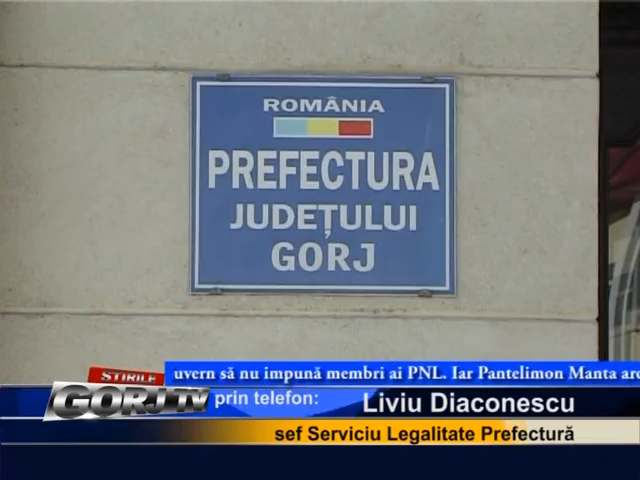 ROMÂNIA
PREFECTURA
JUDEȚULUI
GORJ
uvern să nu impună membri ai PNL. Iar Pantelimon Manta ar
ȘTIRILE
GORJ TV
prin telefon:
Liviu Diaconescu
sef Serviciu Legalitate Prefectură